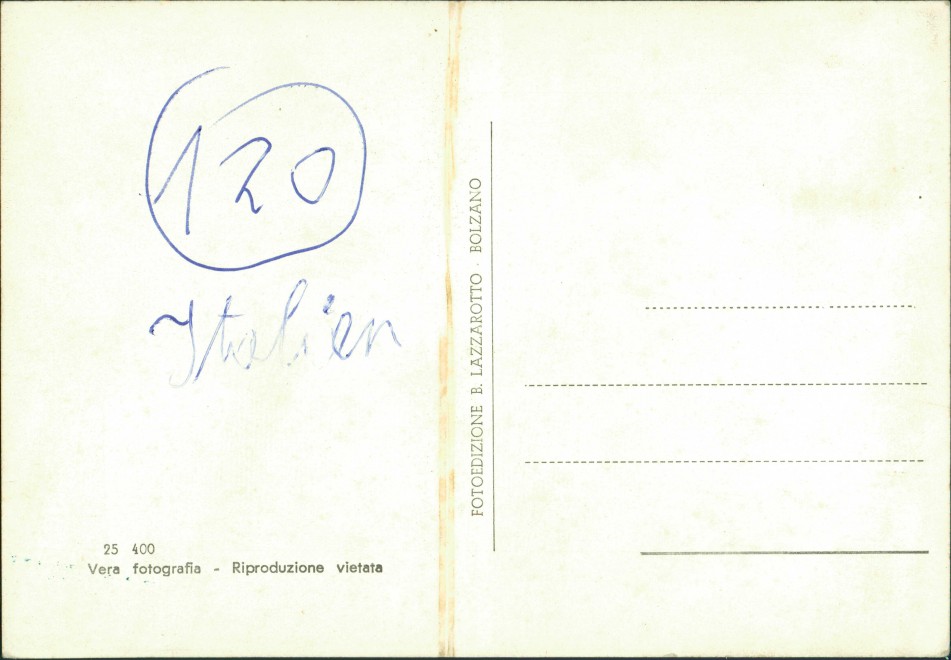 120
Italien
25 400
Vera fotografia - Riproduzione vietata
FOTOEDIZIONE B. LAZZAROTTO - BOLZANO